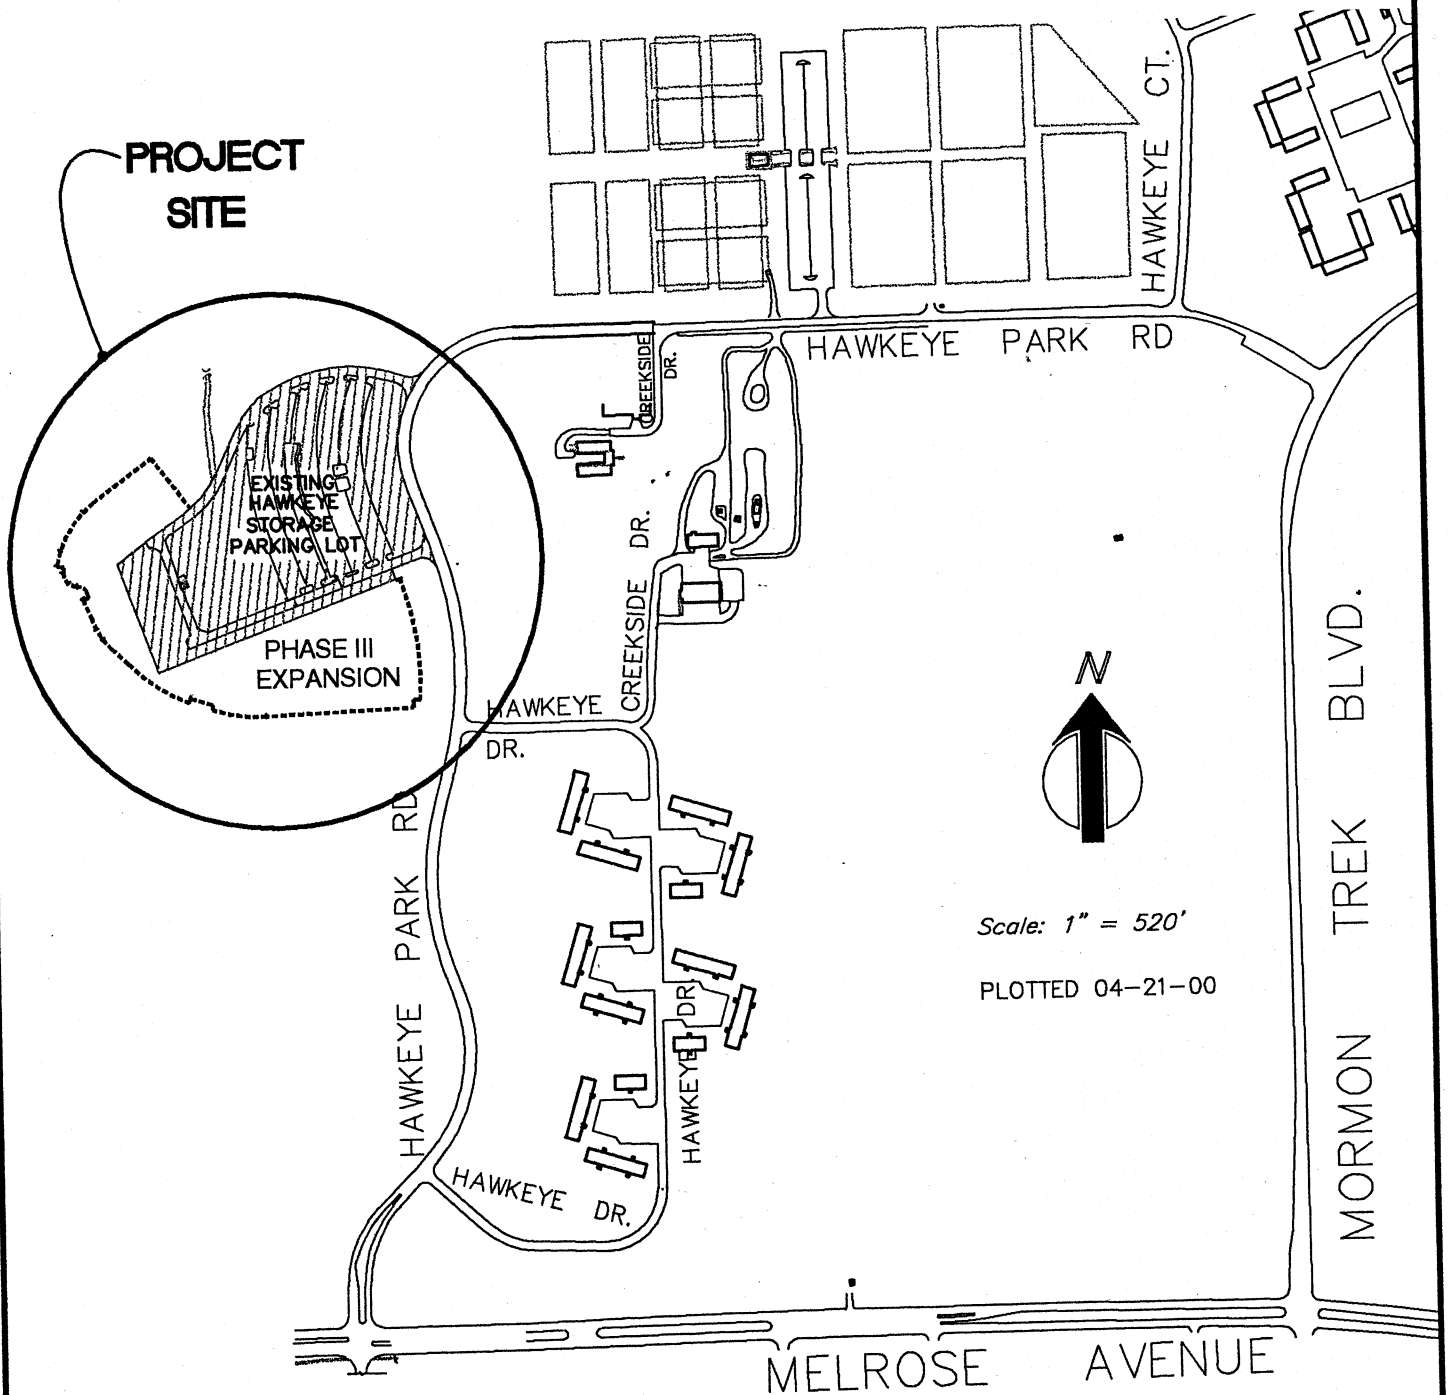 PROJECT
SITE
HAWKEYE CT.
HAWKEYE PARK RD
CREEKSIDE
DR.
EXISTING
HAWKEYE
STORAGE
PARKING LOT
PHASE III
EXPANSION
CREEKSIDE DR.
HAWKEYE
DR.
N
Scale: 1" = 520'
PLOTTED 04-21-00
HAWKEYE PARK RD
HAWKEYE DR.
HAWKEYE DR.
MORMON TREK BLVD.
MELROSE AVENUE